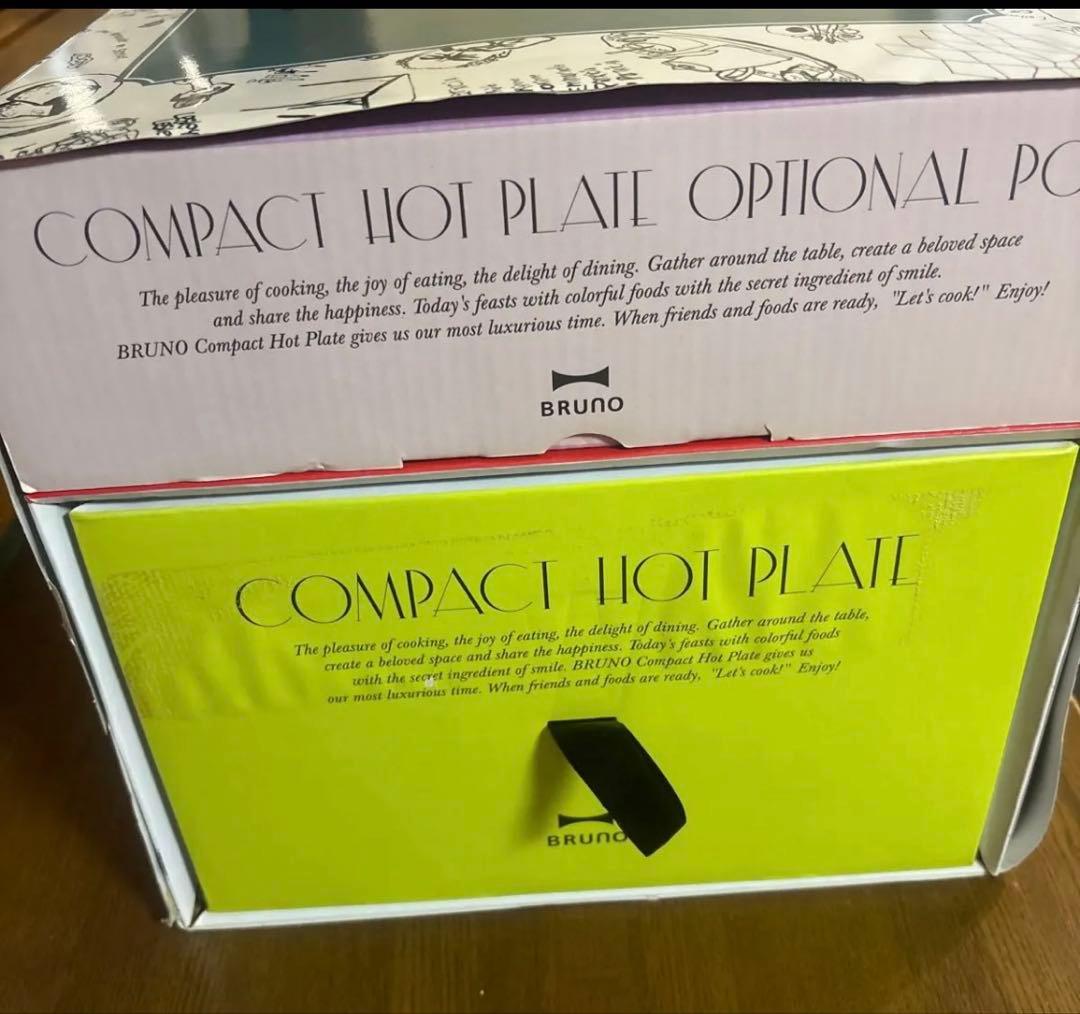 COMPACT HOT PLATE OPTIONAL PO
The pleasure of cooking, the joy of eating, the delight of dining. Gather around the table, create a beloved space
and share the happiness. Today's feasts with colorful foods with the secret ingredient of smile.
BRUNO Compact Hot Plate gives us our most luxurious time. When friends and foods are ready, "Let's cook!" Enjoy!
BRUNO
COMPACT HOT PLATE
The pleasure of cooking, the joy of eating, the delight of dining. Gather around the table,
create a beloved space and share the happiness. Today's feasts with colorful foods
with the secret ingredient of smile. BRUNO Compact Hot Plate gives us
our most luxurious time. When friends and foods are ready, "Let's cook!" Enjoy!
BRUNO